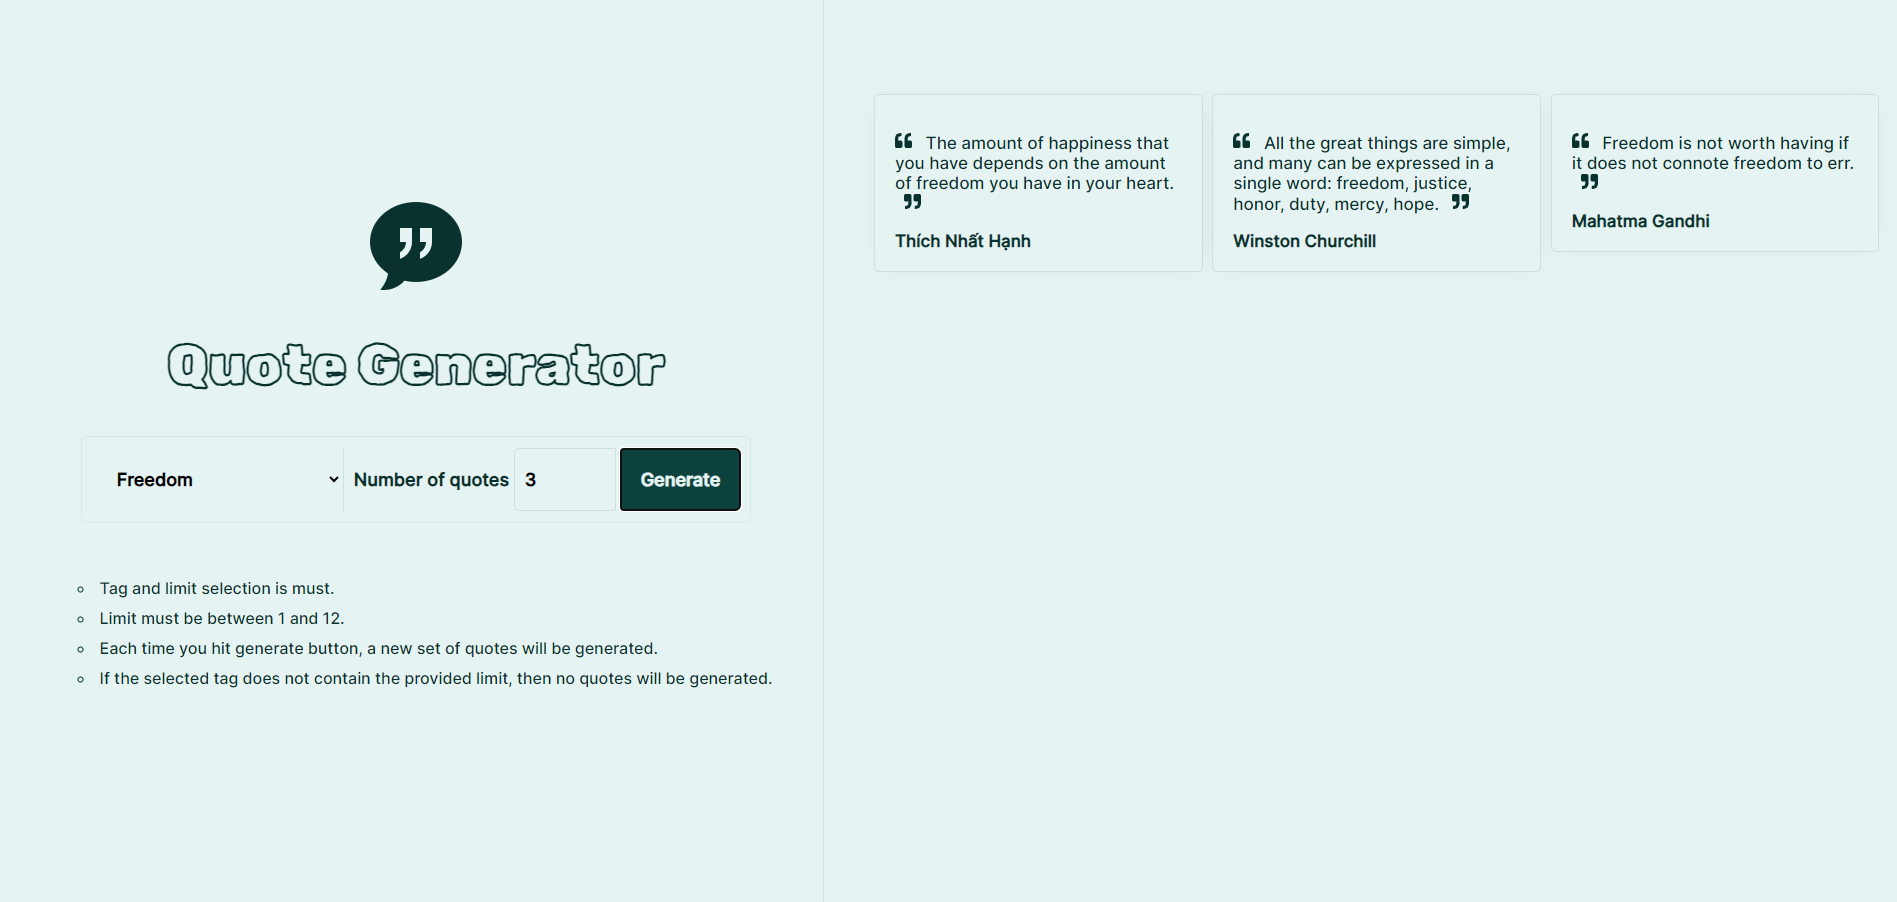 Quote Generator
Freedom
Number of quotes
3
Generate
Tag and limit selection is must.
Limit must be between 1 and 12.
Each time you hit generate button, a new set of quotes will be generated.
If the selected tag does not contain the provided limit, then no quotes will be generated.
❝ The amount of happiness that
you have depends on the amount
of freedom you have in your heart.
❞
Thích Nhất Hạnh
❝ All the great things are simple,
and many can be expressed in a
single word: freedom, justice,
honor, duty, mercy, hope. ❞
Winston Churchill
❝ Freedom is not worth having if
it does not connote freedom to err.
❞
Mahatma Gandhi